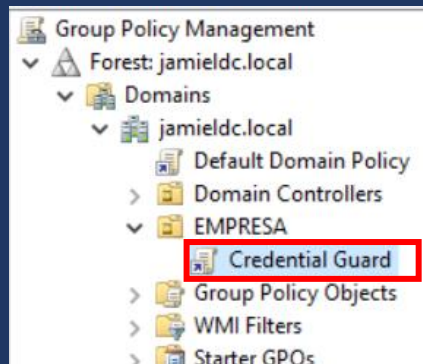 Group Policy Management
Forest: jamieldc.local
Domains
jamieldc.local
Default Domain Policy
Domain Controllers
EMPRESA
Credential Guard
Group Policy Objects
WMI Filters
Starter GPOs